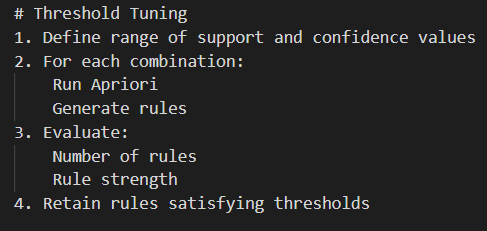 # Threshold Tuning
1. Define range of support and confidence values
2. For each combination:
Run Apriori
Generate rules
3. Evaluate:
Number of rules
Rule strength
4. Retain rules satisfying thresholds